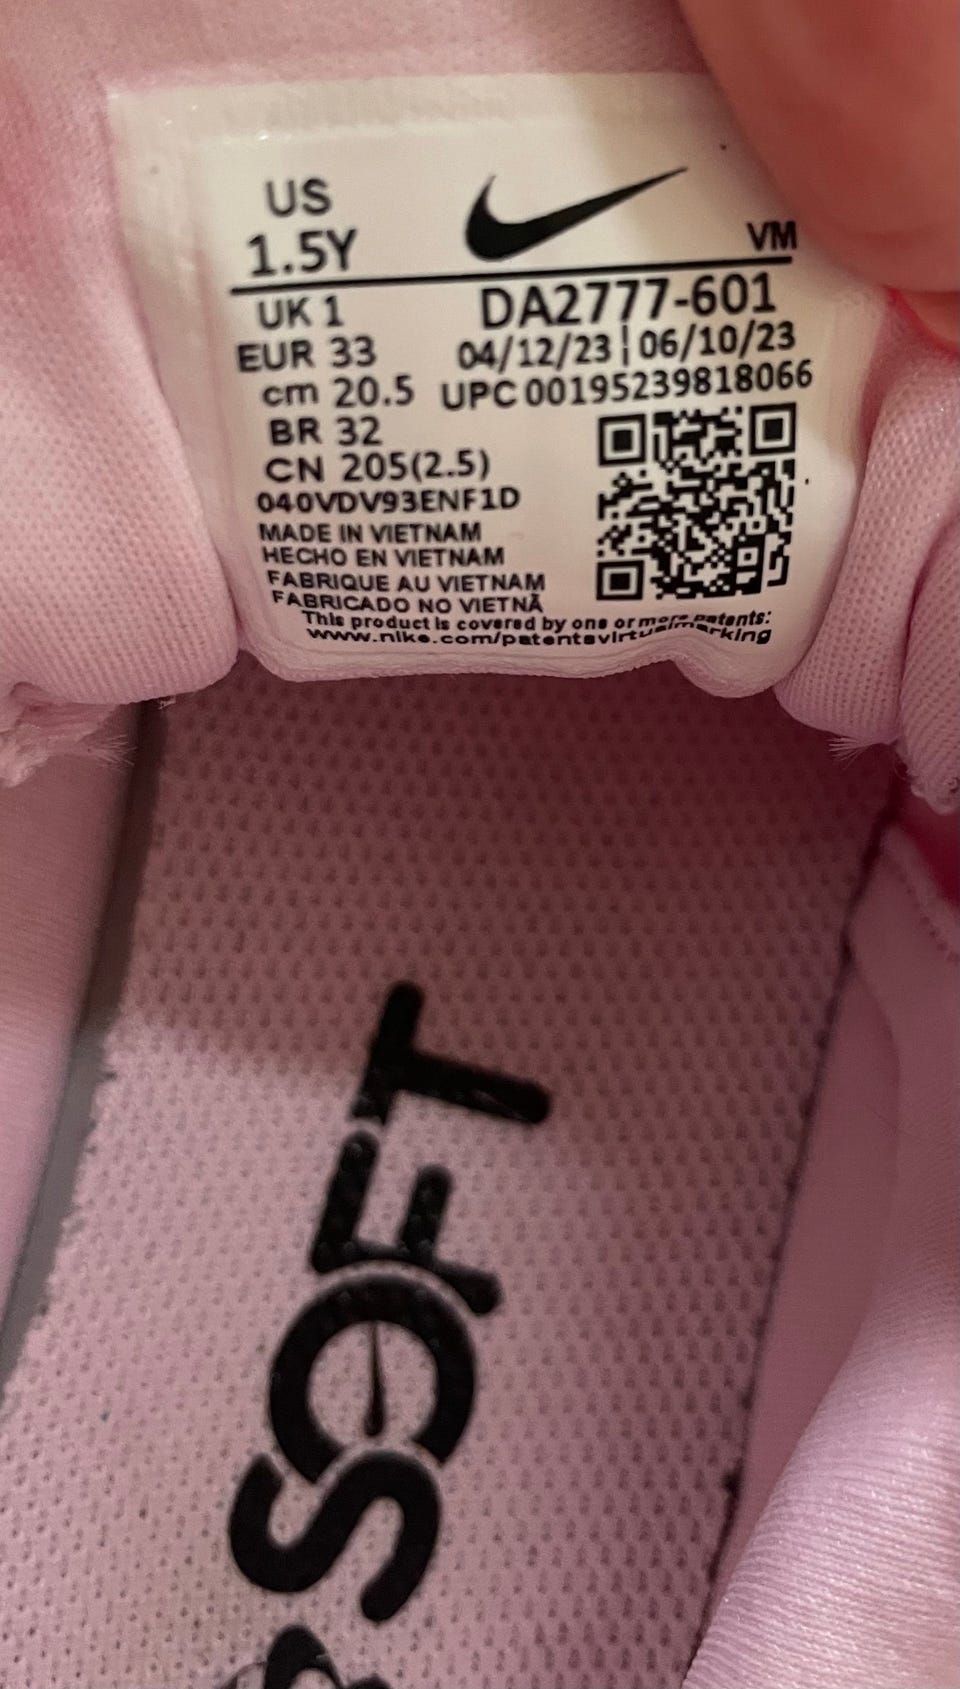 US
1.5Y
VM
UK 1
EUR 33
cm 20.5
BR 32
CN 205(2.5)
DA2777-601
04/12/23 | 06/10/23
UPC 00195239818066
040VDV93ENF1D
MADE IN VIETNAM
HECHO EN VIETNAM
FABRIQUE AU VIETNAM
FABRICADO NO VIETNÃ
This product is covered by one or more patents:
www.nike.com/patentsvirtualmarking
SOFT